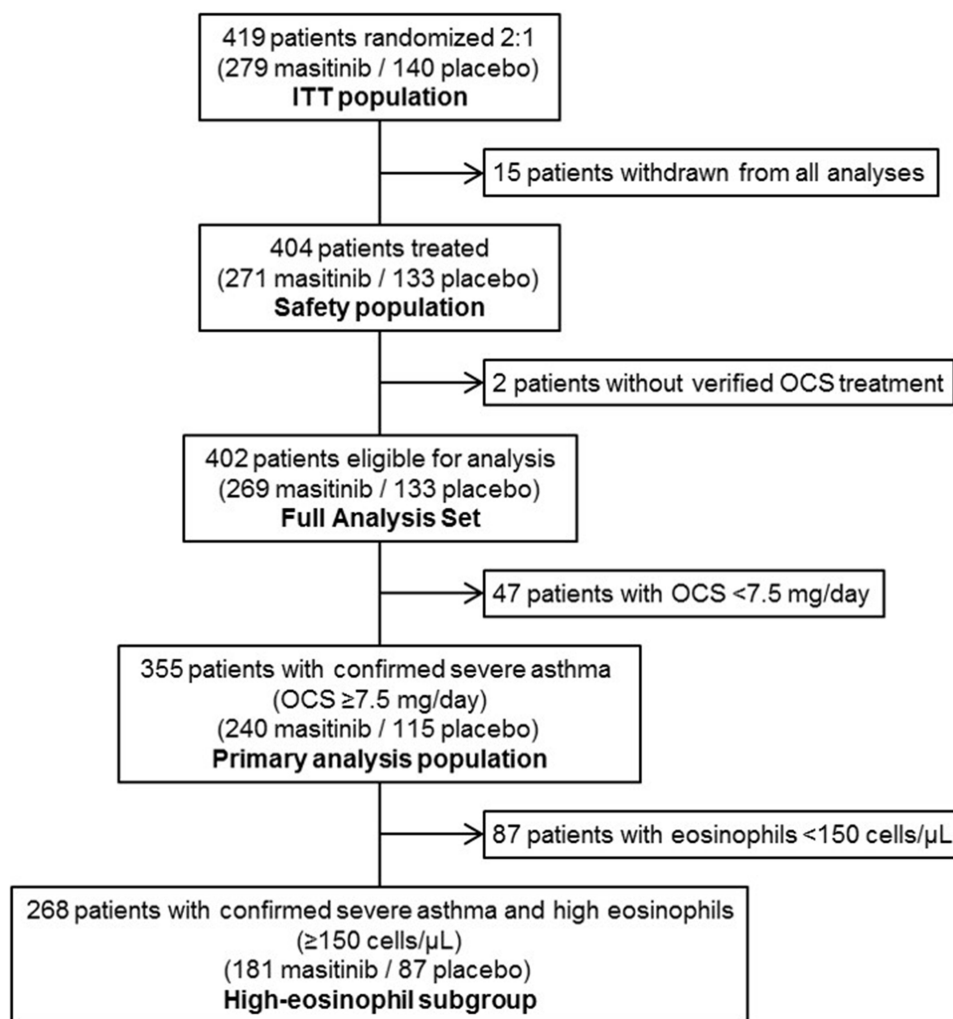 419 patients randomized 2:1
(279 masitinib / 140 placebo)
ITT population
15 patients withdrawn from all analyses
404 patients treated
(271 masitinib / 133 placebo)
Safety population
2 patients without verified OCS treatment
402 patients eligible for analysis
(269 masitinib / 133 placebo)
Full Analysis Set
47 patients with OCS <7.5 mg/day
355 patients with confirmed severe asthma
(OCS ≥7.5 mg/day)
(240 masitinib / 115 placebo)
Primary analysis population
87 patients with eosinophils <150 cells/µL
268 patients with confirmed severe asthma and high eosinophils
(≥150 cells/µL)
(181 masitinib / 87 placebo)
High-eosinophil subgroup